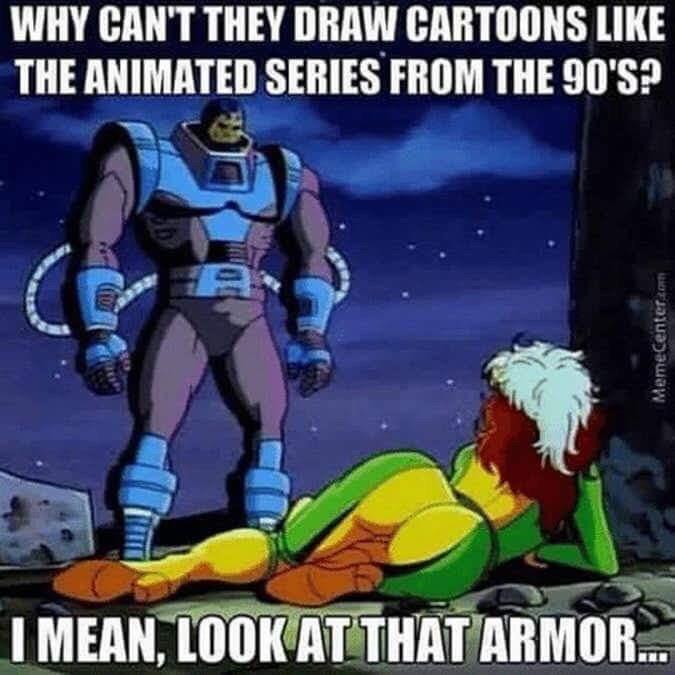 WHY CAN'T THEY DRAW CARTOONS LIKE
THE ANIMATED SERIES FROM THE 90'S?
MemeCenter.com
I MEAN, LOOK AT THAT ARMOR...